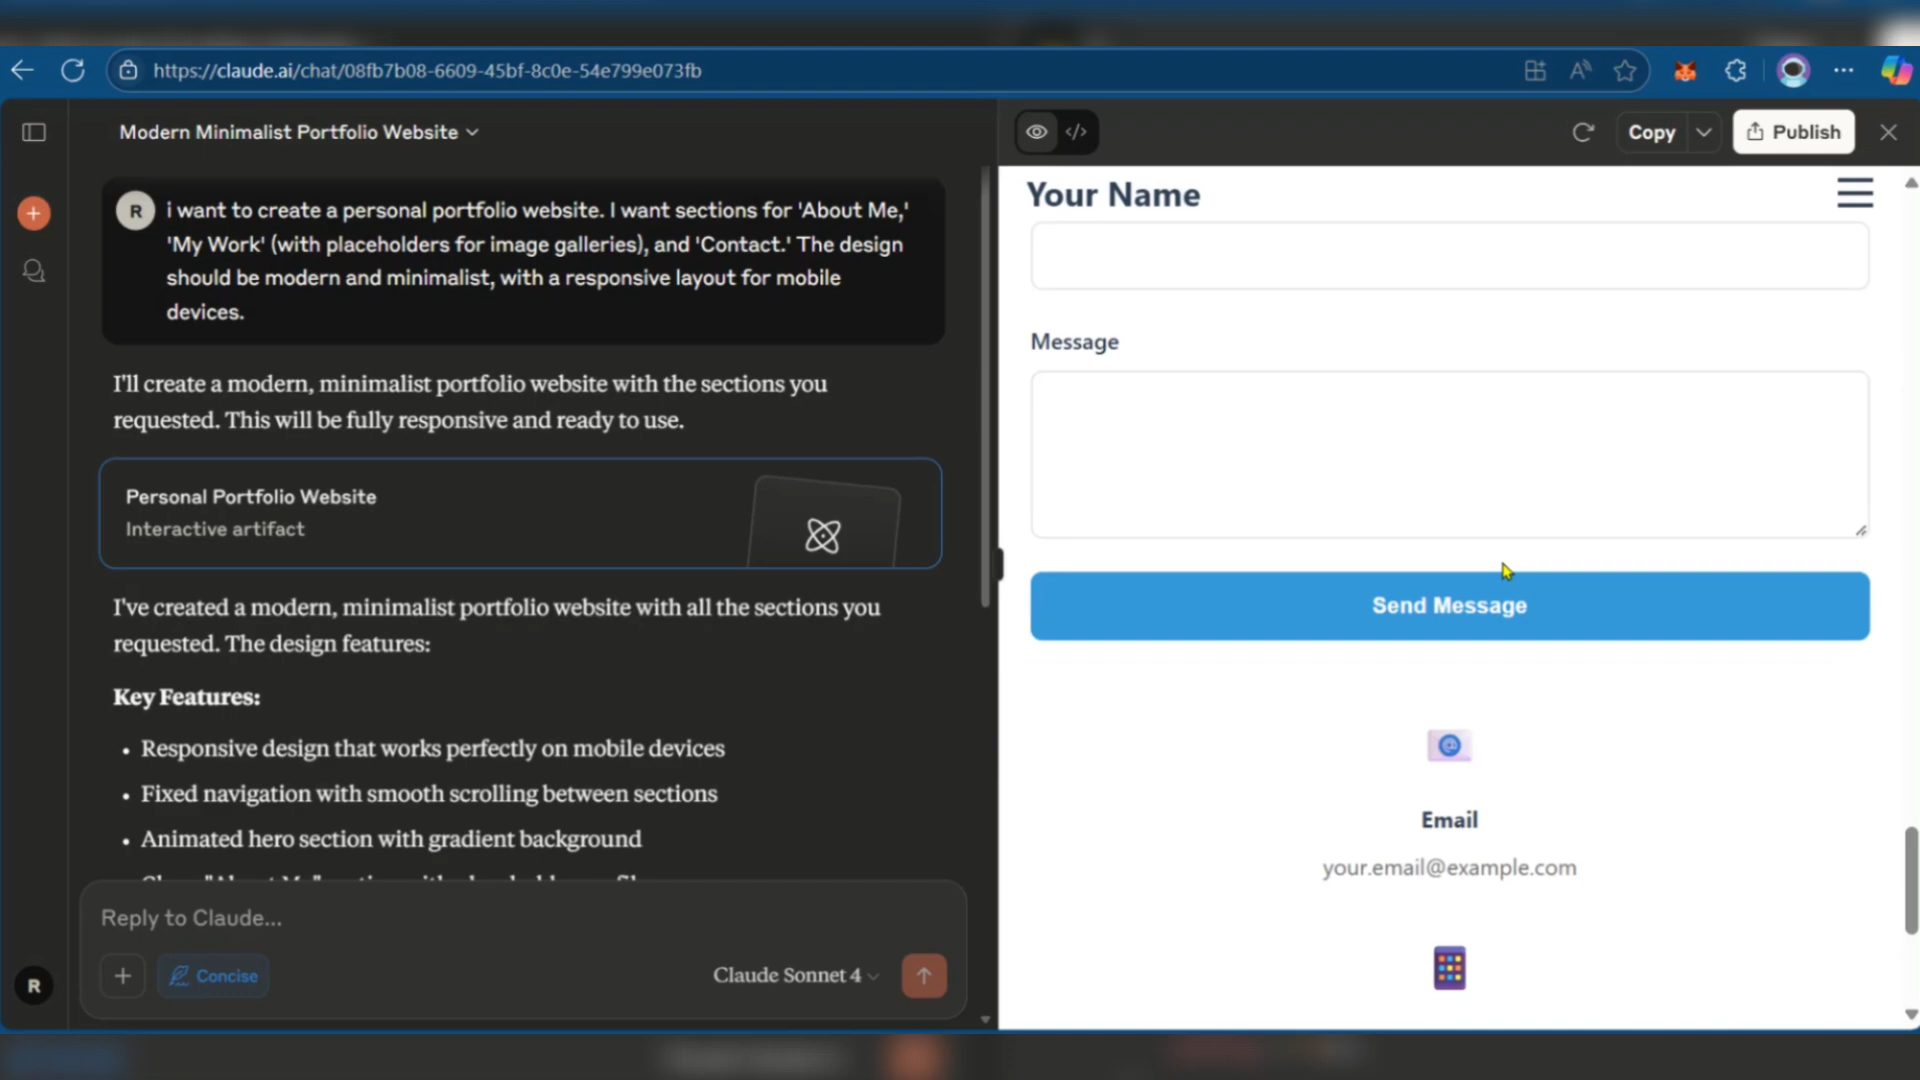 https://claude.ai/chat/08fb7b08-6609-45bf-8c0e-54e799e073fb
Modern Minimalist Portfolio Website
R
i want to create a personal portfolio website. I want sections for 'About Me,'
'My Work' (with placeholders for image galleries), and 'Contact.' The design
should be modern and minimalist, with a responsive layout for mobile
devices.
I'll create a modern, minimalist portfolio website with the sections you
requested. This will be fully responsive and ready to use.
Personal Portfolio Website
Interactive artifact
I've created a modern, minimalist portfolio website with all the sections you
requested. The design features:
Key Features:
• Responsive design that works perfectly on mobile devices
• Fixed navigation with smooth scrolling between sections
• Animated hero section with gradient background
Reply to Claude...
Concise
Claude Sonnet 4
R
Copy
Publish
Your Name
Message
Send Message
Email
your.email@example.com